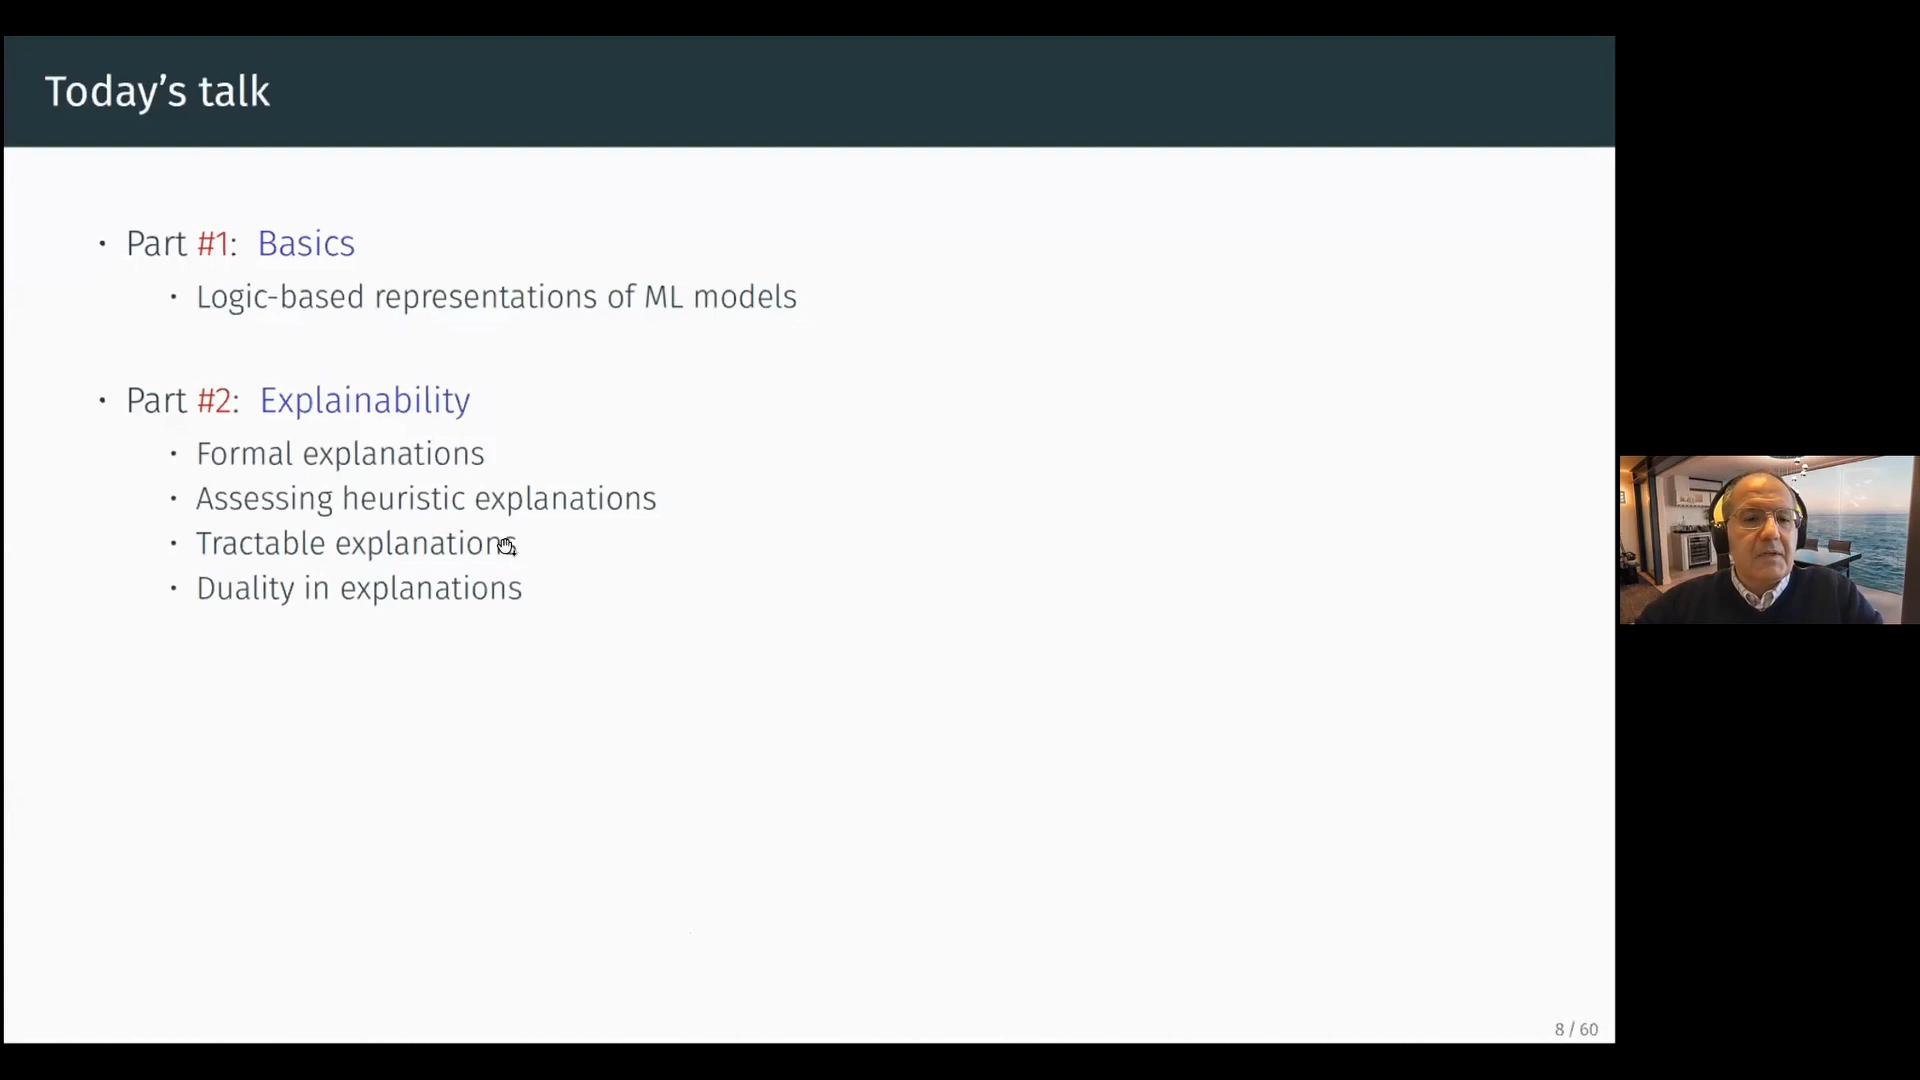 Today's talk
• Part #1: Basics
• Logic-based representations of ML models
• Part #2: Explainability
• Formal explanations
• Assessing heuristic explanations
• Tractable explanations
• Duality in explanations
8 / 60